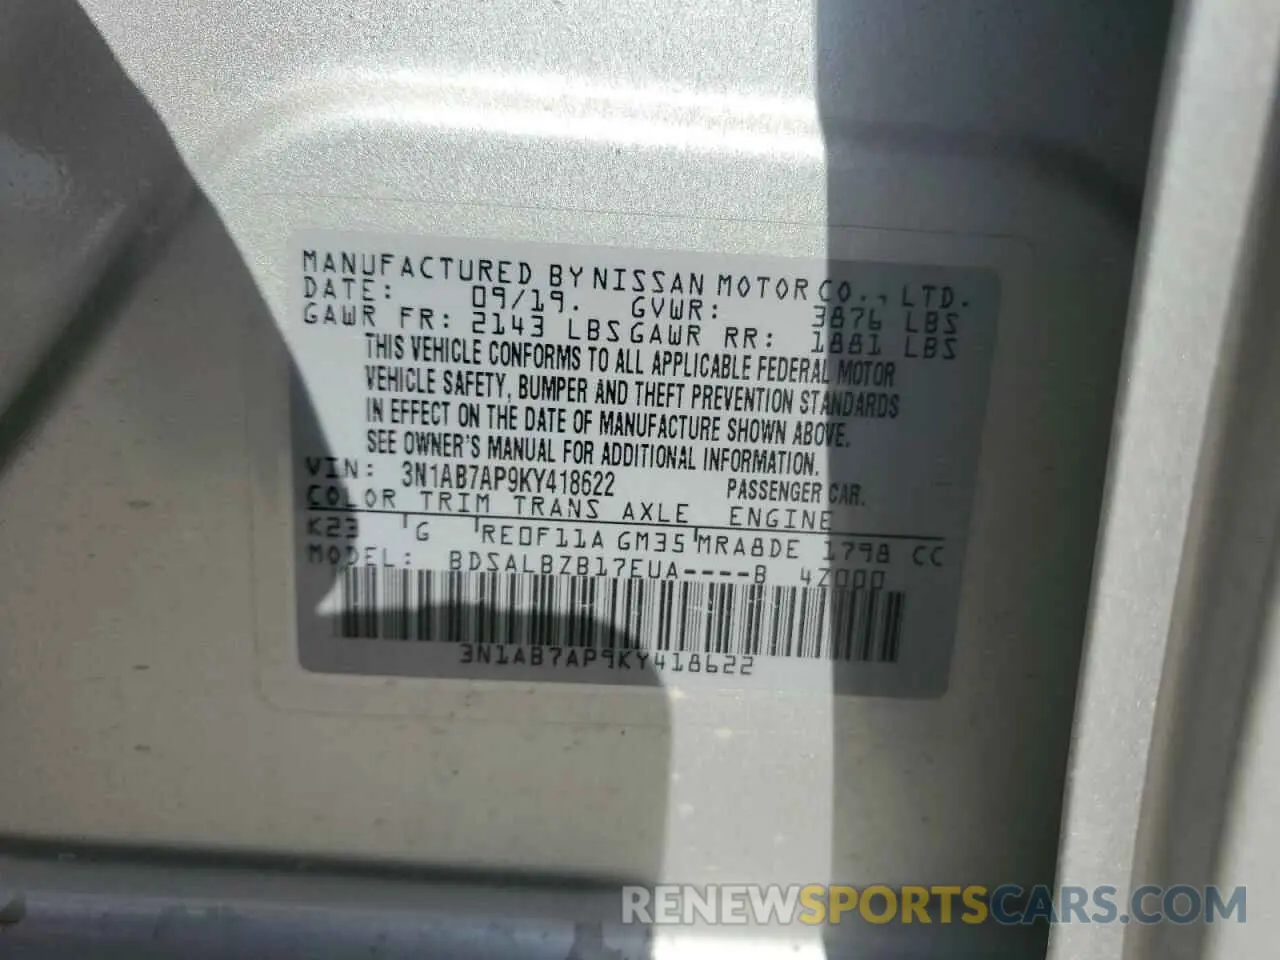 MANUFACTURED BY NISSAN MOTOR CO., LTD.
DATE: 09/19. GVWR: 3876 LBS
GAWR FR: 2143 LBS GAWR RR: 1881 LBS
THIS VEHICLE CONFORMS TO ALL APPLICABLE FEDERAL MOTOR
VEHICLE SAFETY, BUMPER AND THEFT PREVENTION STANDARDS
IN EFFECT ON THE DATE OF MANUFACTURE SHOWN ABOVE.
SEE OWNER'S MANUAL FOR ADDITIONAL INFORMATION.
VIN: 3N1AB7AP9KY418622 PASSENGER CAR.
COLOR TRIM TRANS AXLE ENGINE
K23 G RE0F11A GM35 MRA8DE 1798 CC
MODEL: BDSALBZB17EUA----B 4Z000
3N1AB7AP9KY418622
RENEWSPORTSCARS.COM